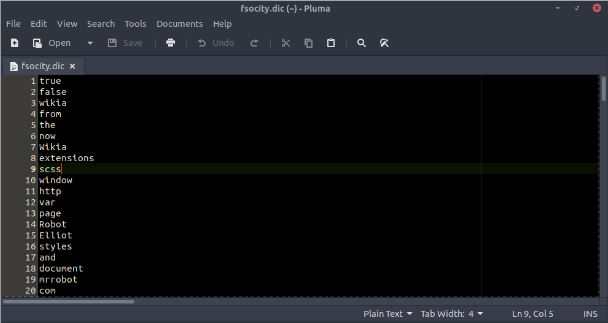 fsocity.dic (~) - Pluma
File Edit View Search Tools Documents Help
Open Save Undo
fsocity.dic ×
1 true
2 false
3 wikia
4 from
5 the
6 now
7 Wikia
8 extensions
9 scss
10 window
11 http
12 var
13 page
14 Robot
15 Elliot
16 styles
17 and
18 document
19 mrrobot
20 com
Plain Text Tab Width: 4 Ln 9, Col 5 INS